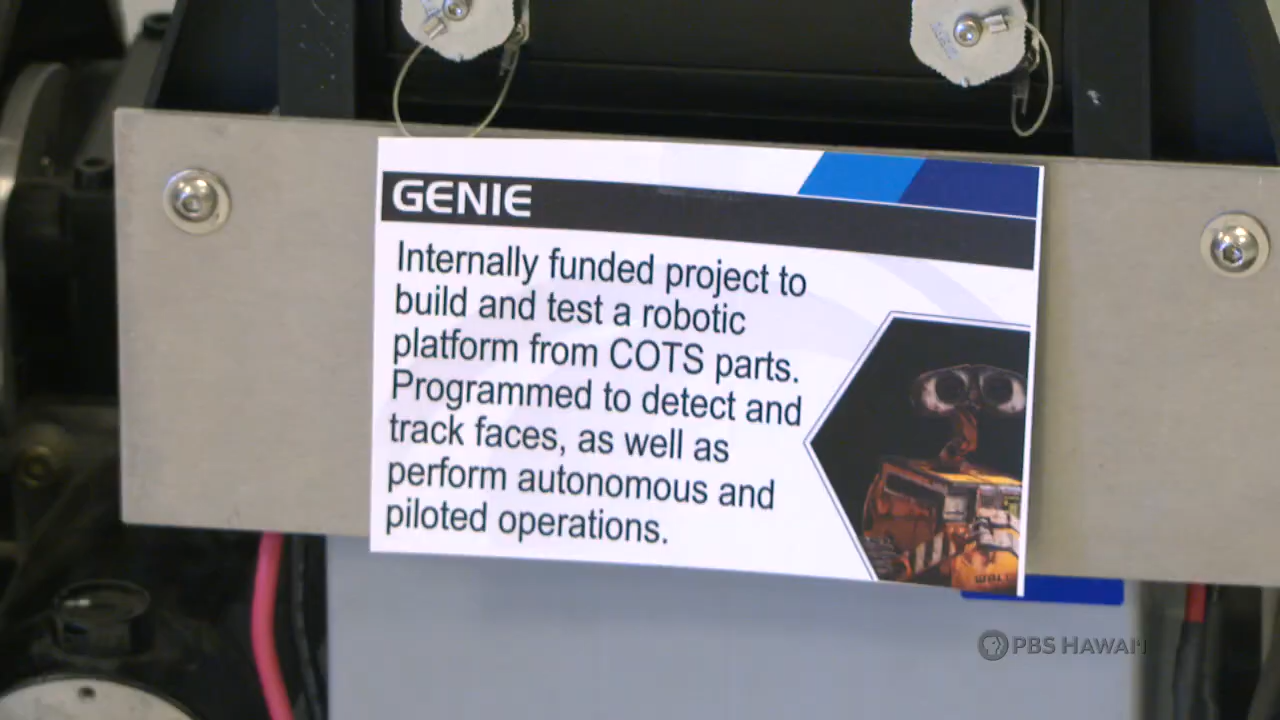 GENIE
Internally funded project to
build and test a robotic
platform from COTS parts.
Programmed to detect and
track faces, as well as
perform autonomous and
piloted operations.
WALL
PBS HAWAI'I